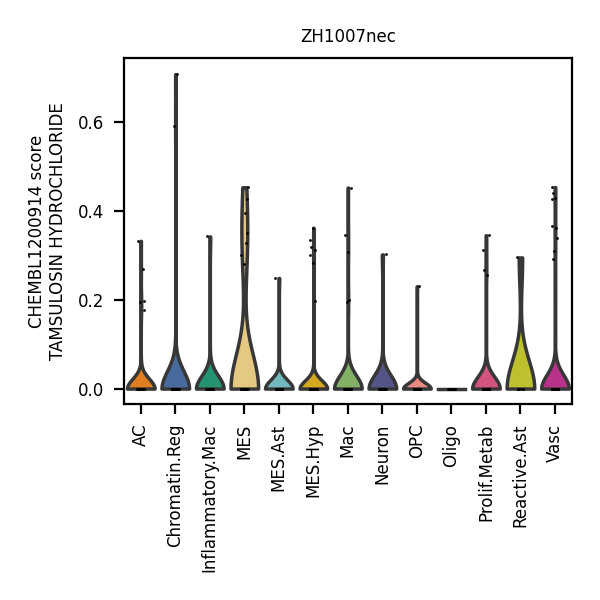 ZH1007nec
CHEMBL1200914 score
TAMSULOSIN HYDROCHLORIDE
0.6
0.4
0.2
0.0
AC
Chromatin.Reg
Inflammatory.Mac
MES
MES.Ast
MES.Hyp
Mac
Neuron
OPC
Oligo
Prolif.Metab
Reactive.Ast
Vasc